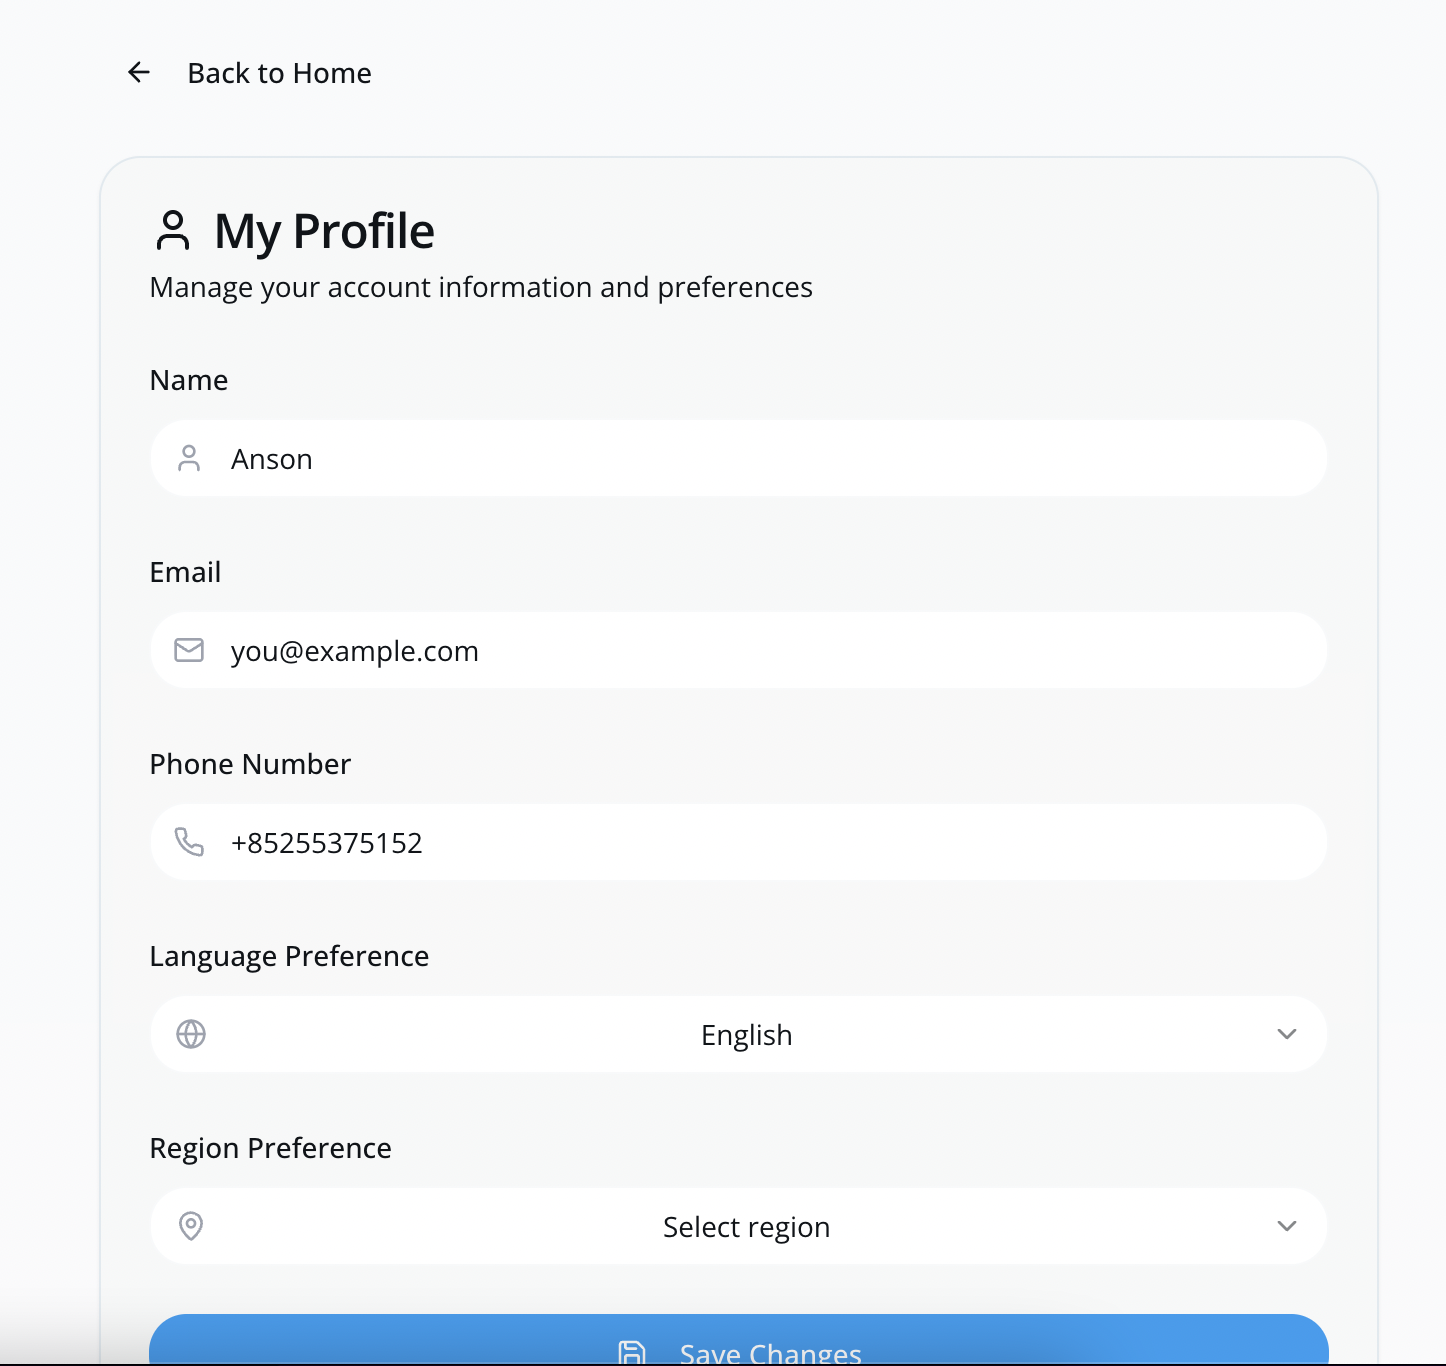 Back to Home
My Profile
Manage your account information and preferences
Name
Anson
Email
you@example.com
Phone Number
+85255375152
Language Preference
English
Region Preference
Select region
Save Changes